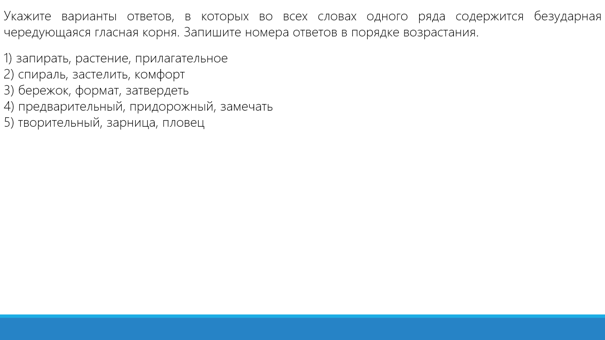 Укажите варианты ответов, в которых во всех словах одного ряда содержится безударная
чередующаяся гласная корня. Запишите номера ответов в порядке возрастания.
1) запирать, растение, прилагательное
2) спираль, застелить, комфорт
3) бережок, формат, затвердеть
4) предварительный, придорожный, замечать
5) творительный, зарница, пловец